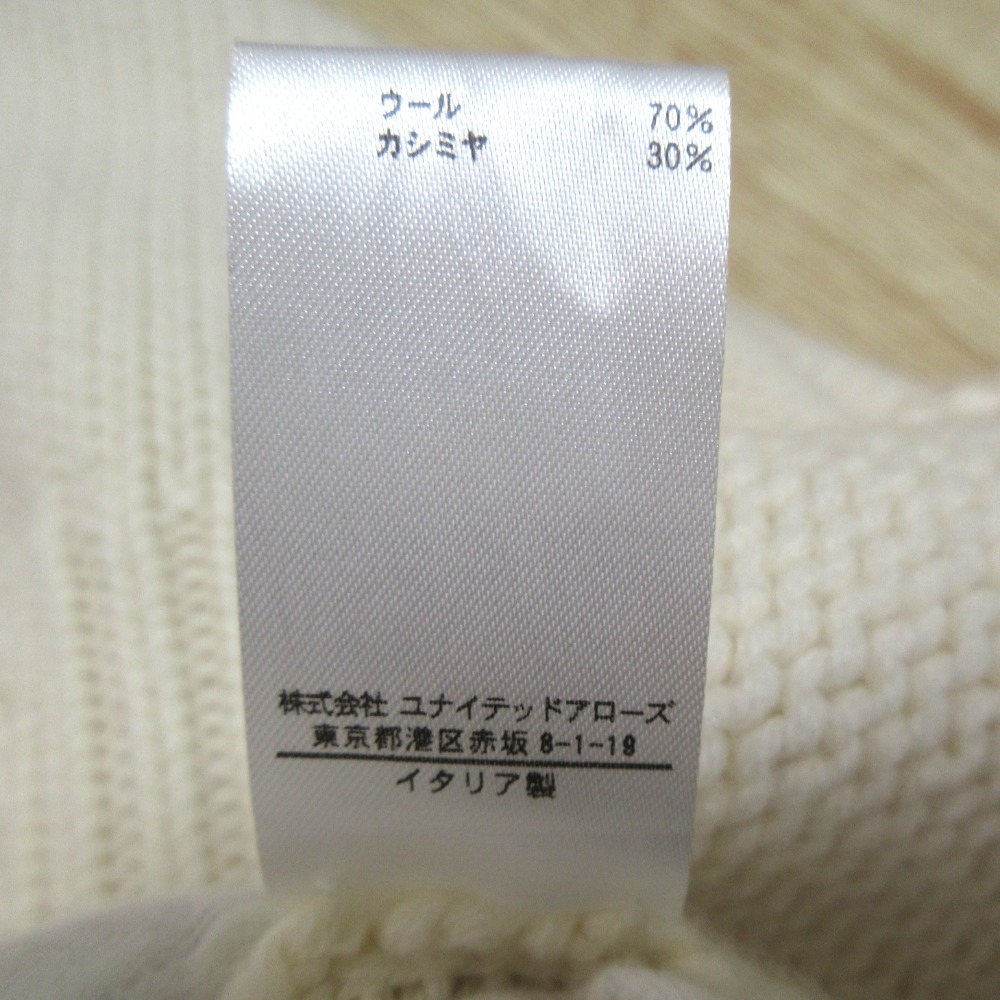 ウール 70%
カシミヤ 30%
株式会社 ユナイテッドアローズ
東京都港区赤坂 8-1-19
イタリア製